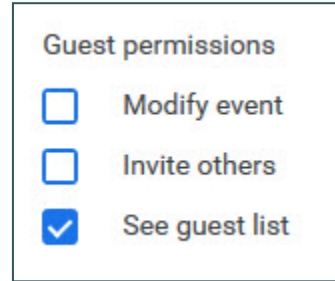 Guest permissions
Modify event
Invite others
See guest list